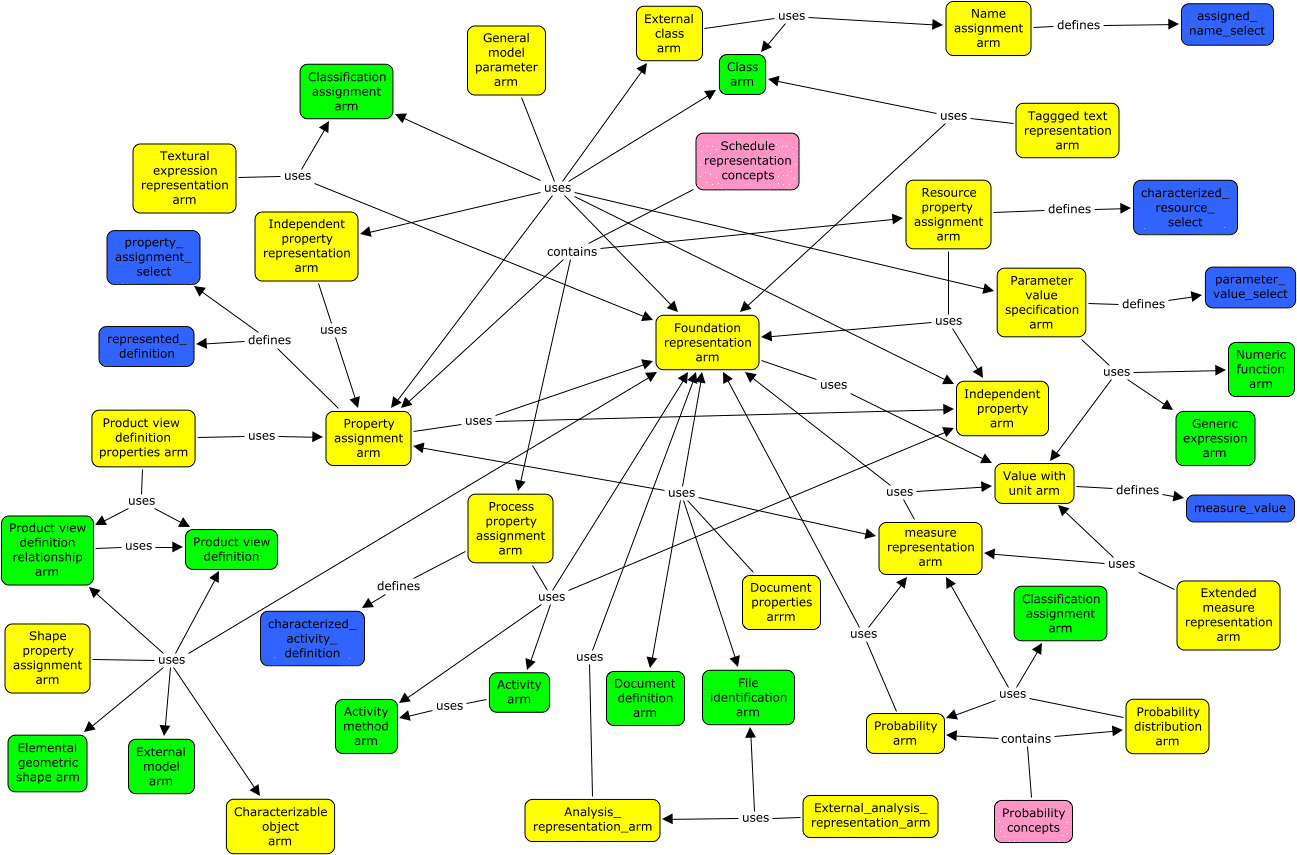 External
class
arm
uses
Name
assignment
arm
defines
assigned_
name_select
General
model
parameter
arm
Class
arm
Classification
assignment
arm
uses
Taggged text
representation
arm
Schedule
representation
concepts
Textural
expression
representation
arm
uses
uses
Resource
property
assignment
arm
defines
characterized_
resource_
select
Independent
property
representation
arm
property_
assignment_
select
contains
Parameter
value
specification
arm
defines
parameter_
value_select
uses
represented_
definition
defines
Foundation
representation
arm
uses
Numeric
function
arm
uses
uses
Independent
property
arm
Generic
expression
arm
Product view
definition
properties arm
uses
Property
assignment
arm
uses
Value with
unit arm
defines
measure_value
uses
uses
uses
Product view
definition
relationship
arm
uses
Product view
definition
Process
property
assignment
arm
measure
representation
arm
uses
defines
uses
Document
properties
arrm
Classification
assignment
arm
Extended
measure
representation
arm
characterized_
activity_
definition
Shape
property
assignment
arm
uses
uses
uses
Activity
arm
uses
Activity
method
arm
Document
definition
arm
File
identification
arm
uses
Probability
arm
contains
Probability
distribution
arm
Elemental
geometric
shape arm
External
model
arm
Characterizable
object
arm
Analysis_
representation_arm
uses
External_analysis_
representation_arm
Probability
concepts